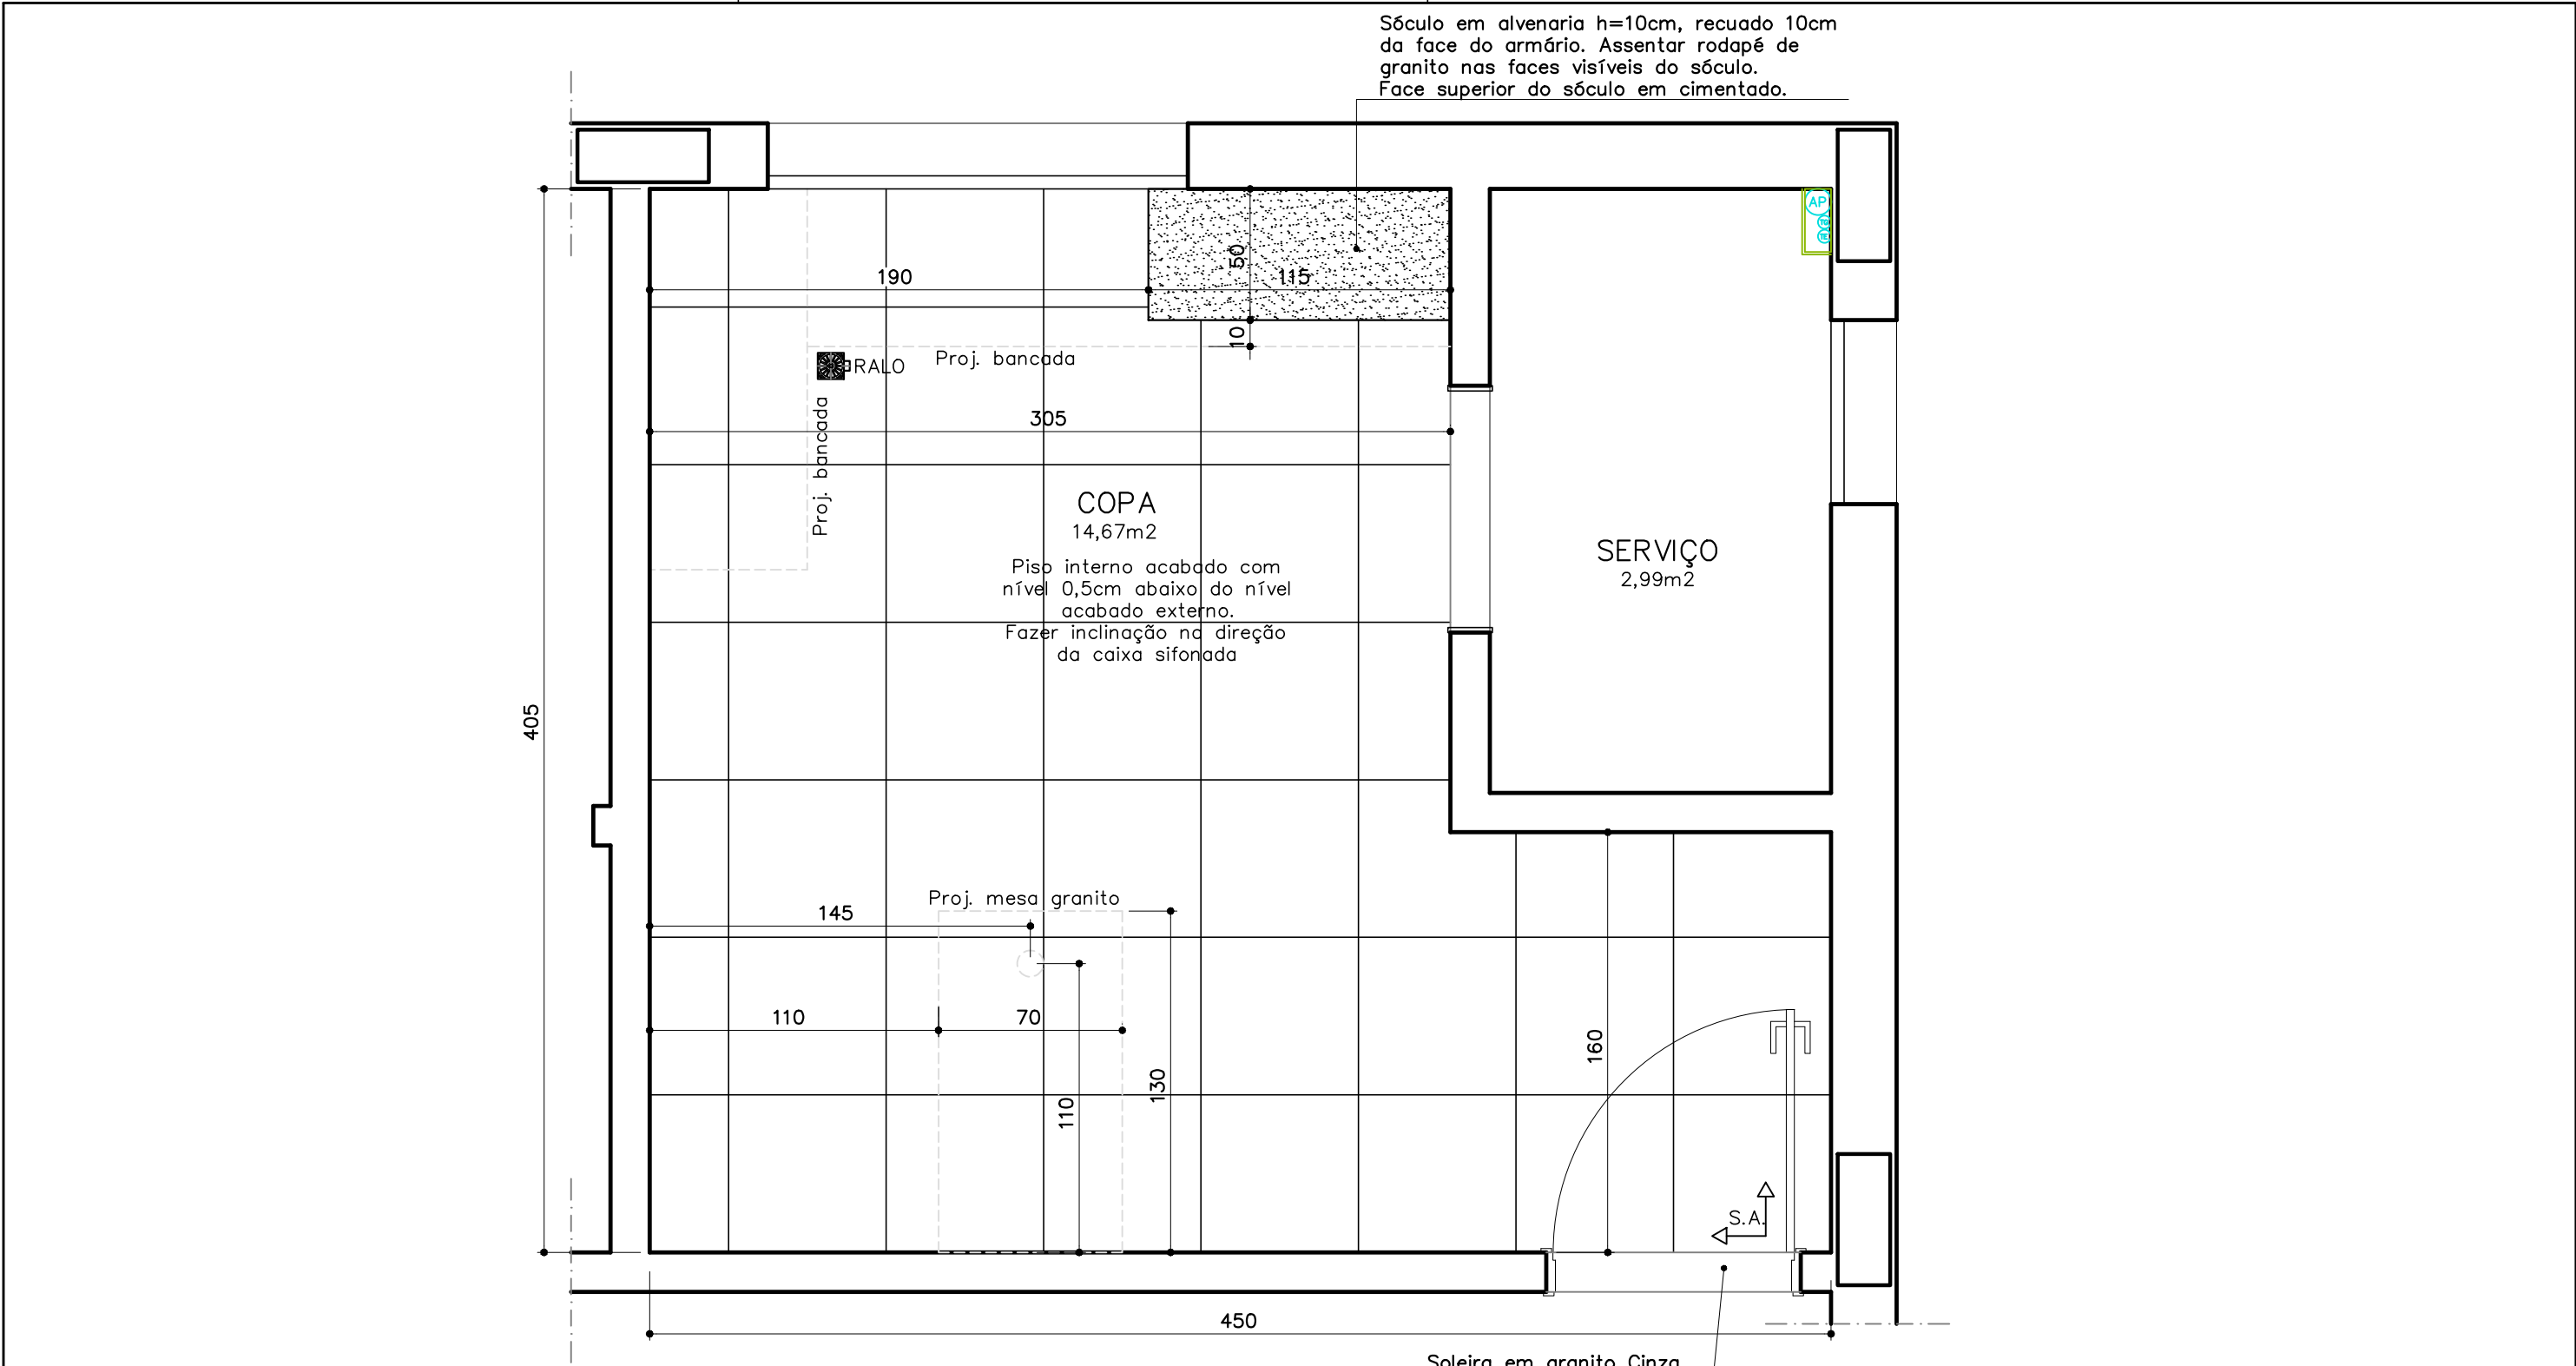 Sóculo em alvenaria h=10cm, recuado 10cm
da face do armário. Assentar rodapé de
granito nas faces visíveis do sóculo.
Face superior do sóculo em cimentado.
AP
50
190
115
10
Proj. bancada
RALO
Proj. bancada
305
COPA
14,67m2
Piso interno acabado com
nível 0,5cm abaixo do nível
acabado externo.
Fazer inclinação na direção
da caixa sifonada
SERVIÇO
2,99m2
405
Proj. mesa granito
145
110
70
160
130
110
S.A.
450
Soleira em granito Cinza